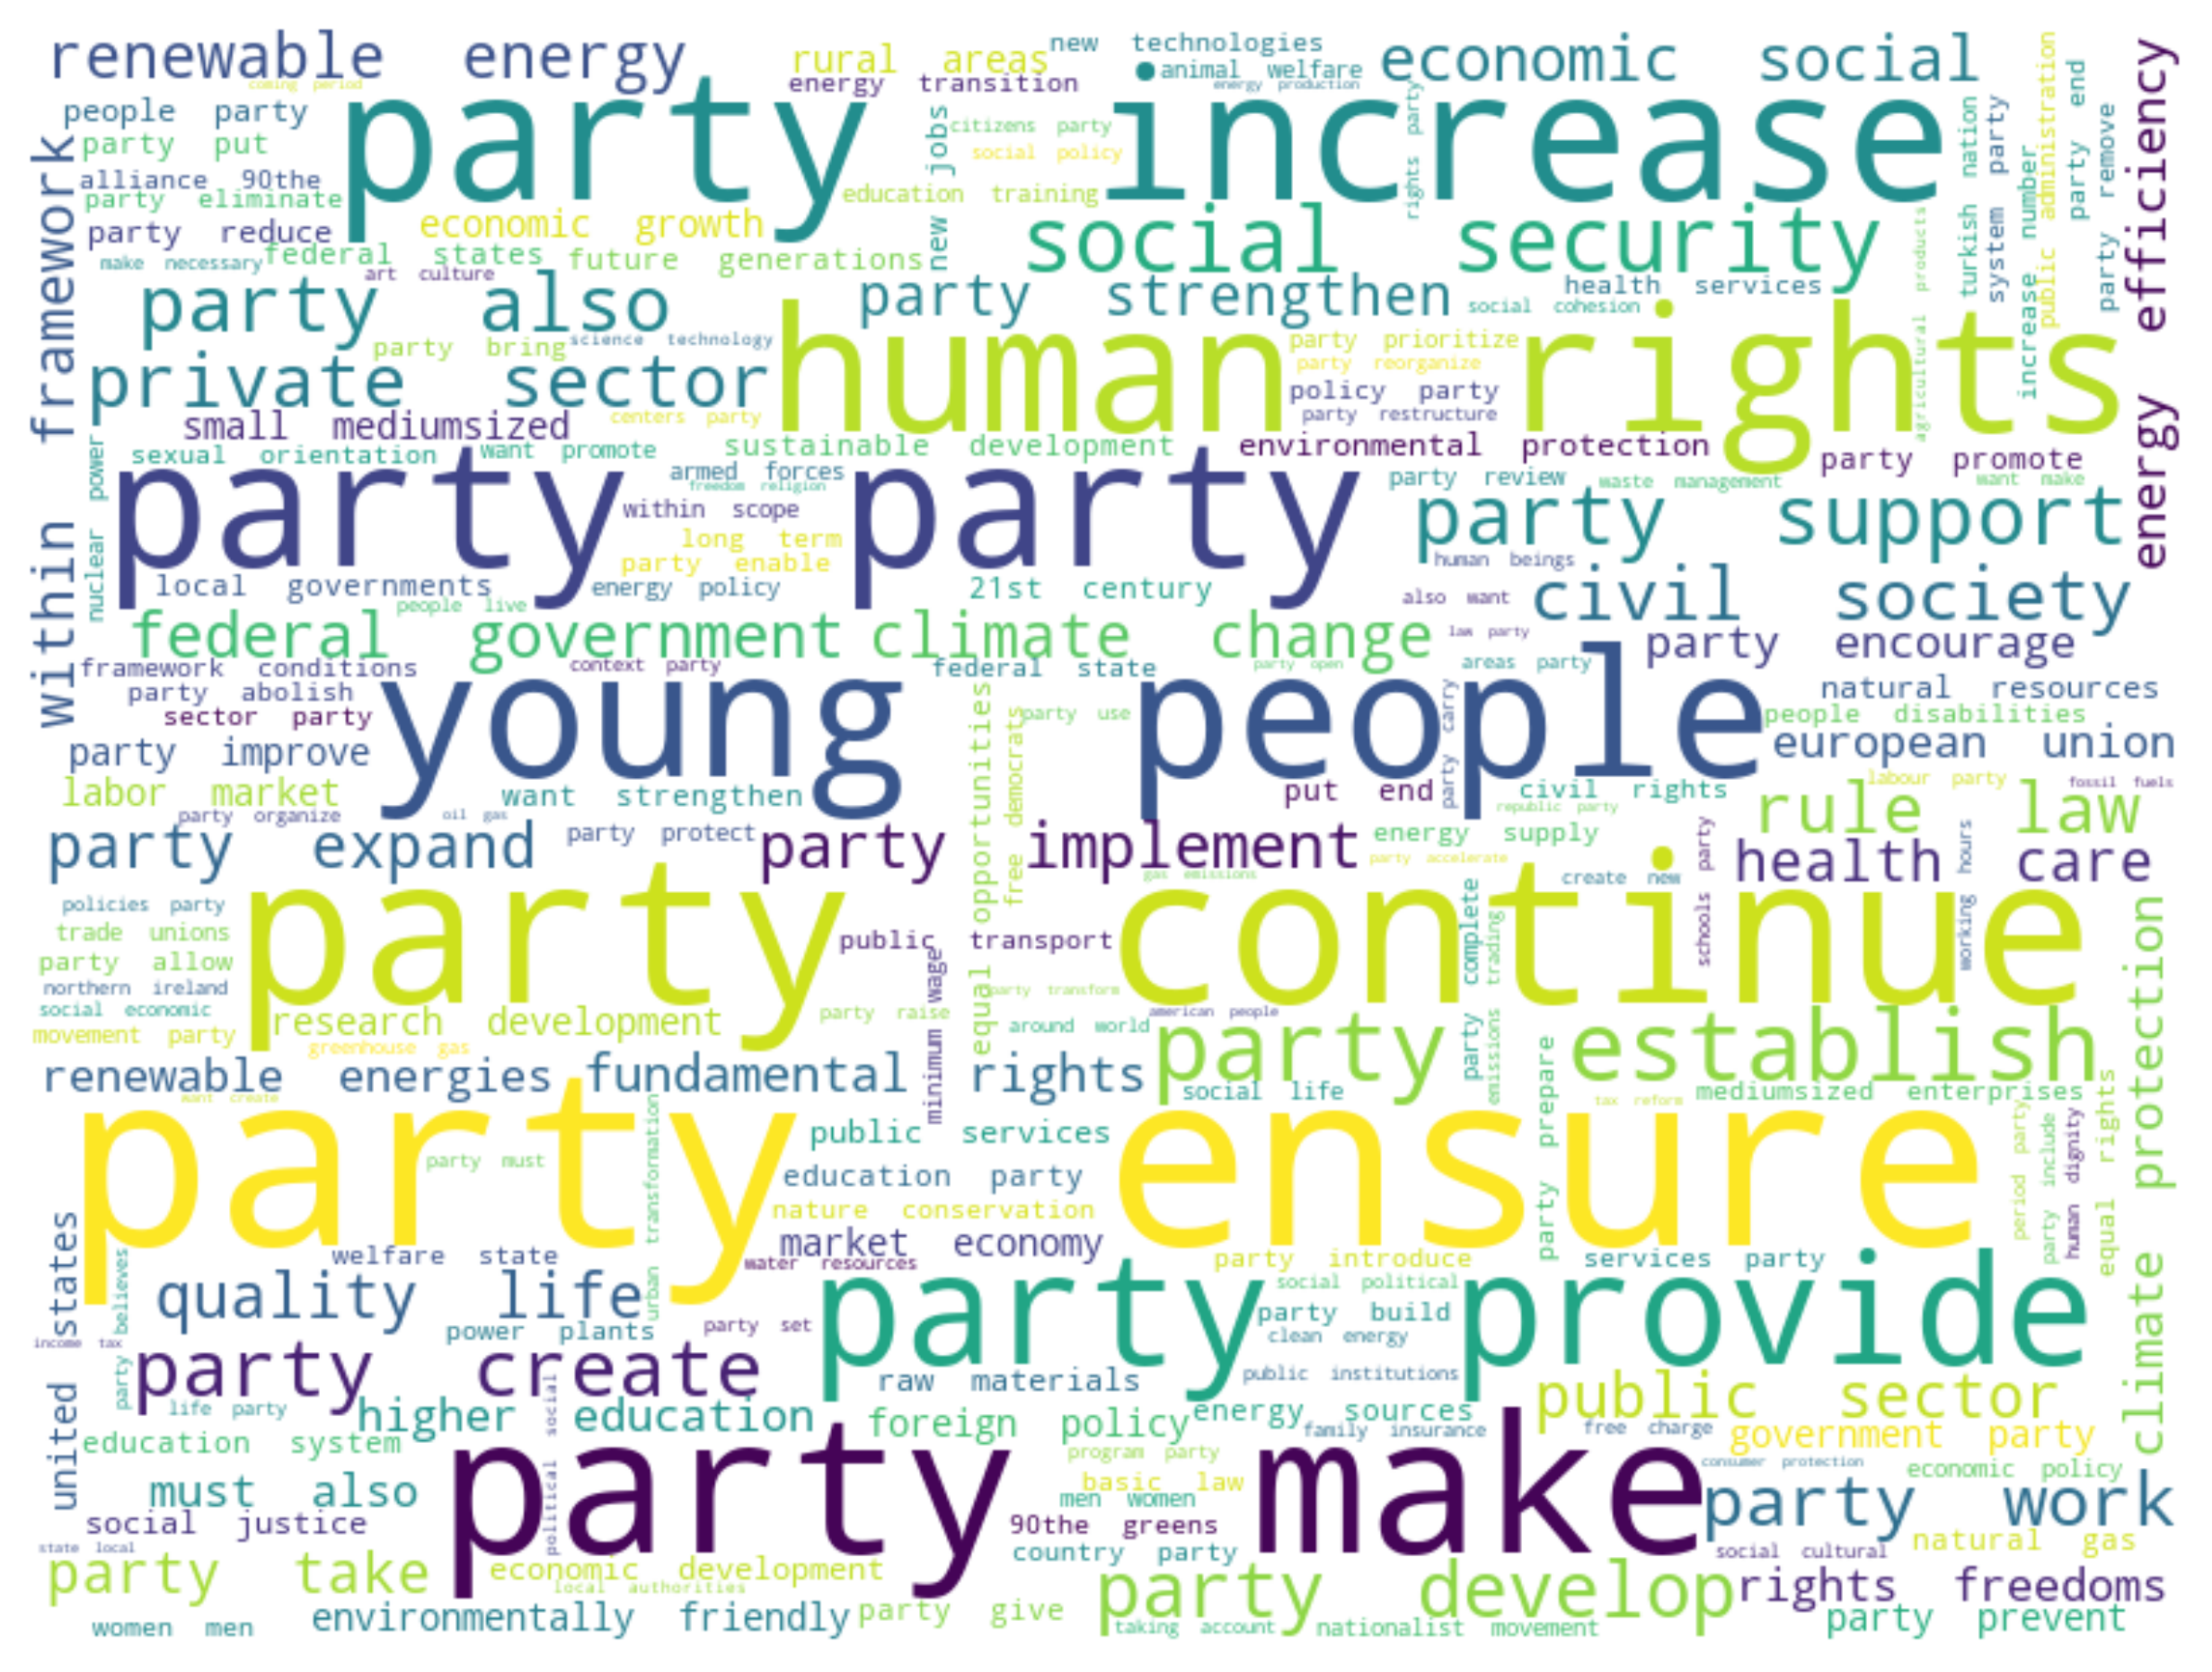 renewable energy
rural areas
new technologies
animal welfare
economic social
coming period
energy transition
energy production
people party
party increase
party put
citizens party
social policy
new jobs
rights party
alliance 90the
party eliminate
education training
party reduce
economic growth
social security
federal states
future generations
make necessary
art culture
within framework
turkish nation
system party
increase number
public administration
party end
party remove
energy efficiency
agricultural products
party also
party strengthen
health services
social cohesion
human rights
party bring
science technology
party prioritize
party reorganize
private sector
policy party
party restructure
small mediumsized
centers party
sustainable development
environmental protection
sexual orientation
want promote
armed forces
freedom religion
party promote
nuclear power
party party
within scope
party review
waste management
want make
party support
long term
party enable
human beings
local governments
energy policy
21st century
also want
civil society
people live
federal government
climate change
law party
party encourage
framework conditions
context party
federal state
party open
areas party
party abolish
young people
natural resources
sector party
party use
party carry
people disabilities
party improve
european union
equal opportunities
free democrats
labor market
want strengthen
put end
civil rights
labour party
fossil fuels
party organize
oil gas
republic party
rule law
party expand
party protect
party implement
energy supply
party accelerate
health care
gas emissions
create new
schools party
working hours
party continue
policies party
trade unions
public transport
party complete
emissions trading
party allow
northern ireland
minimum wage
party transform
social economic
movement party
research development
party raise
around world
american people
party establish
greenhouse gas
climate protection
renewable energies
fundamental rights
party prepare
want create
social life
tax reform
mediumsized enterprises
party ensure
public services
urban transformation
party must
education party
period party
party include
human dignity
equal rights
nature conservation
united states
party believes
welfare state
market economy
water resources
party introduce
services party
quality life
party provide
social political
party build
power plants
party set
clean energy
income tax
party create
raw materials
public institutions
public sector
life party
higher education
political social
foreign policy
energy sources
family insurance
free charge
government party
education system
party make
program party
consumer protection
economic policy
must also
basic law
men women
party work
social justice
90the greens
state local
country party
social cultural
natural gas
party take
economic development
local authorities
party develop
rights freedoms
women men
environmentally friendly
party give
taking account
nationalist movement
party prevent